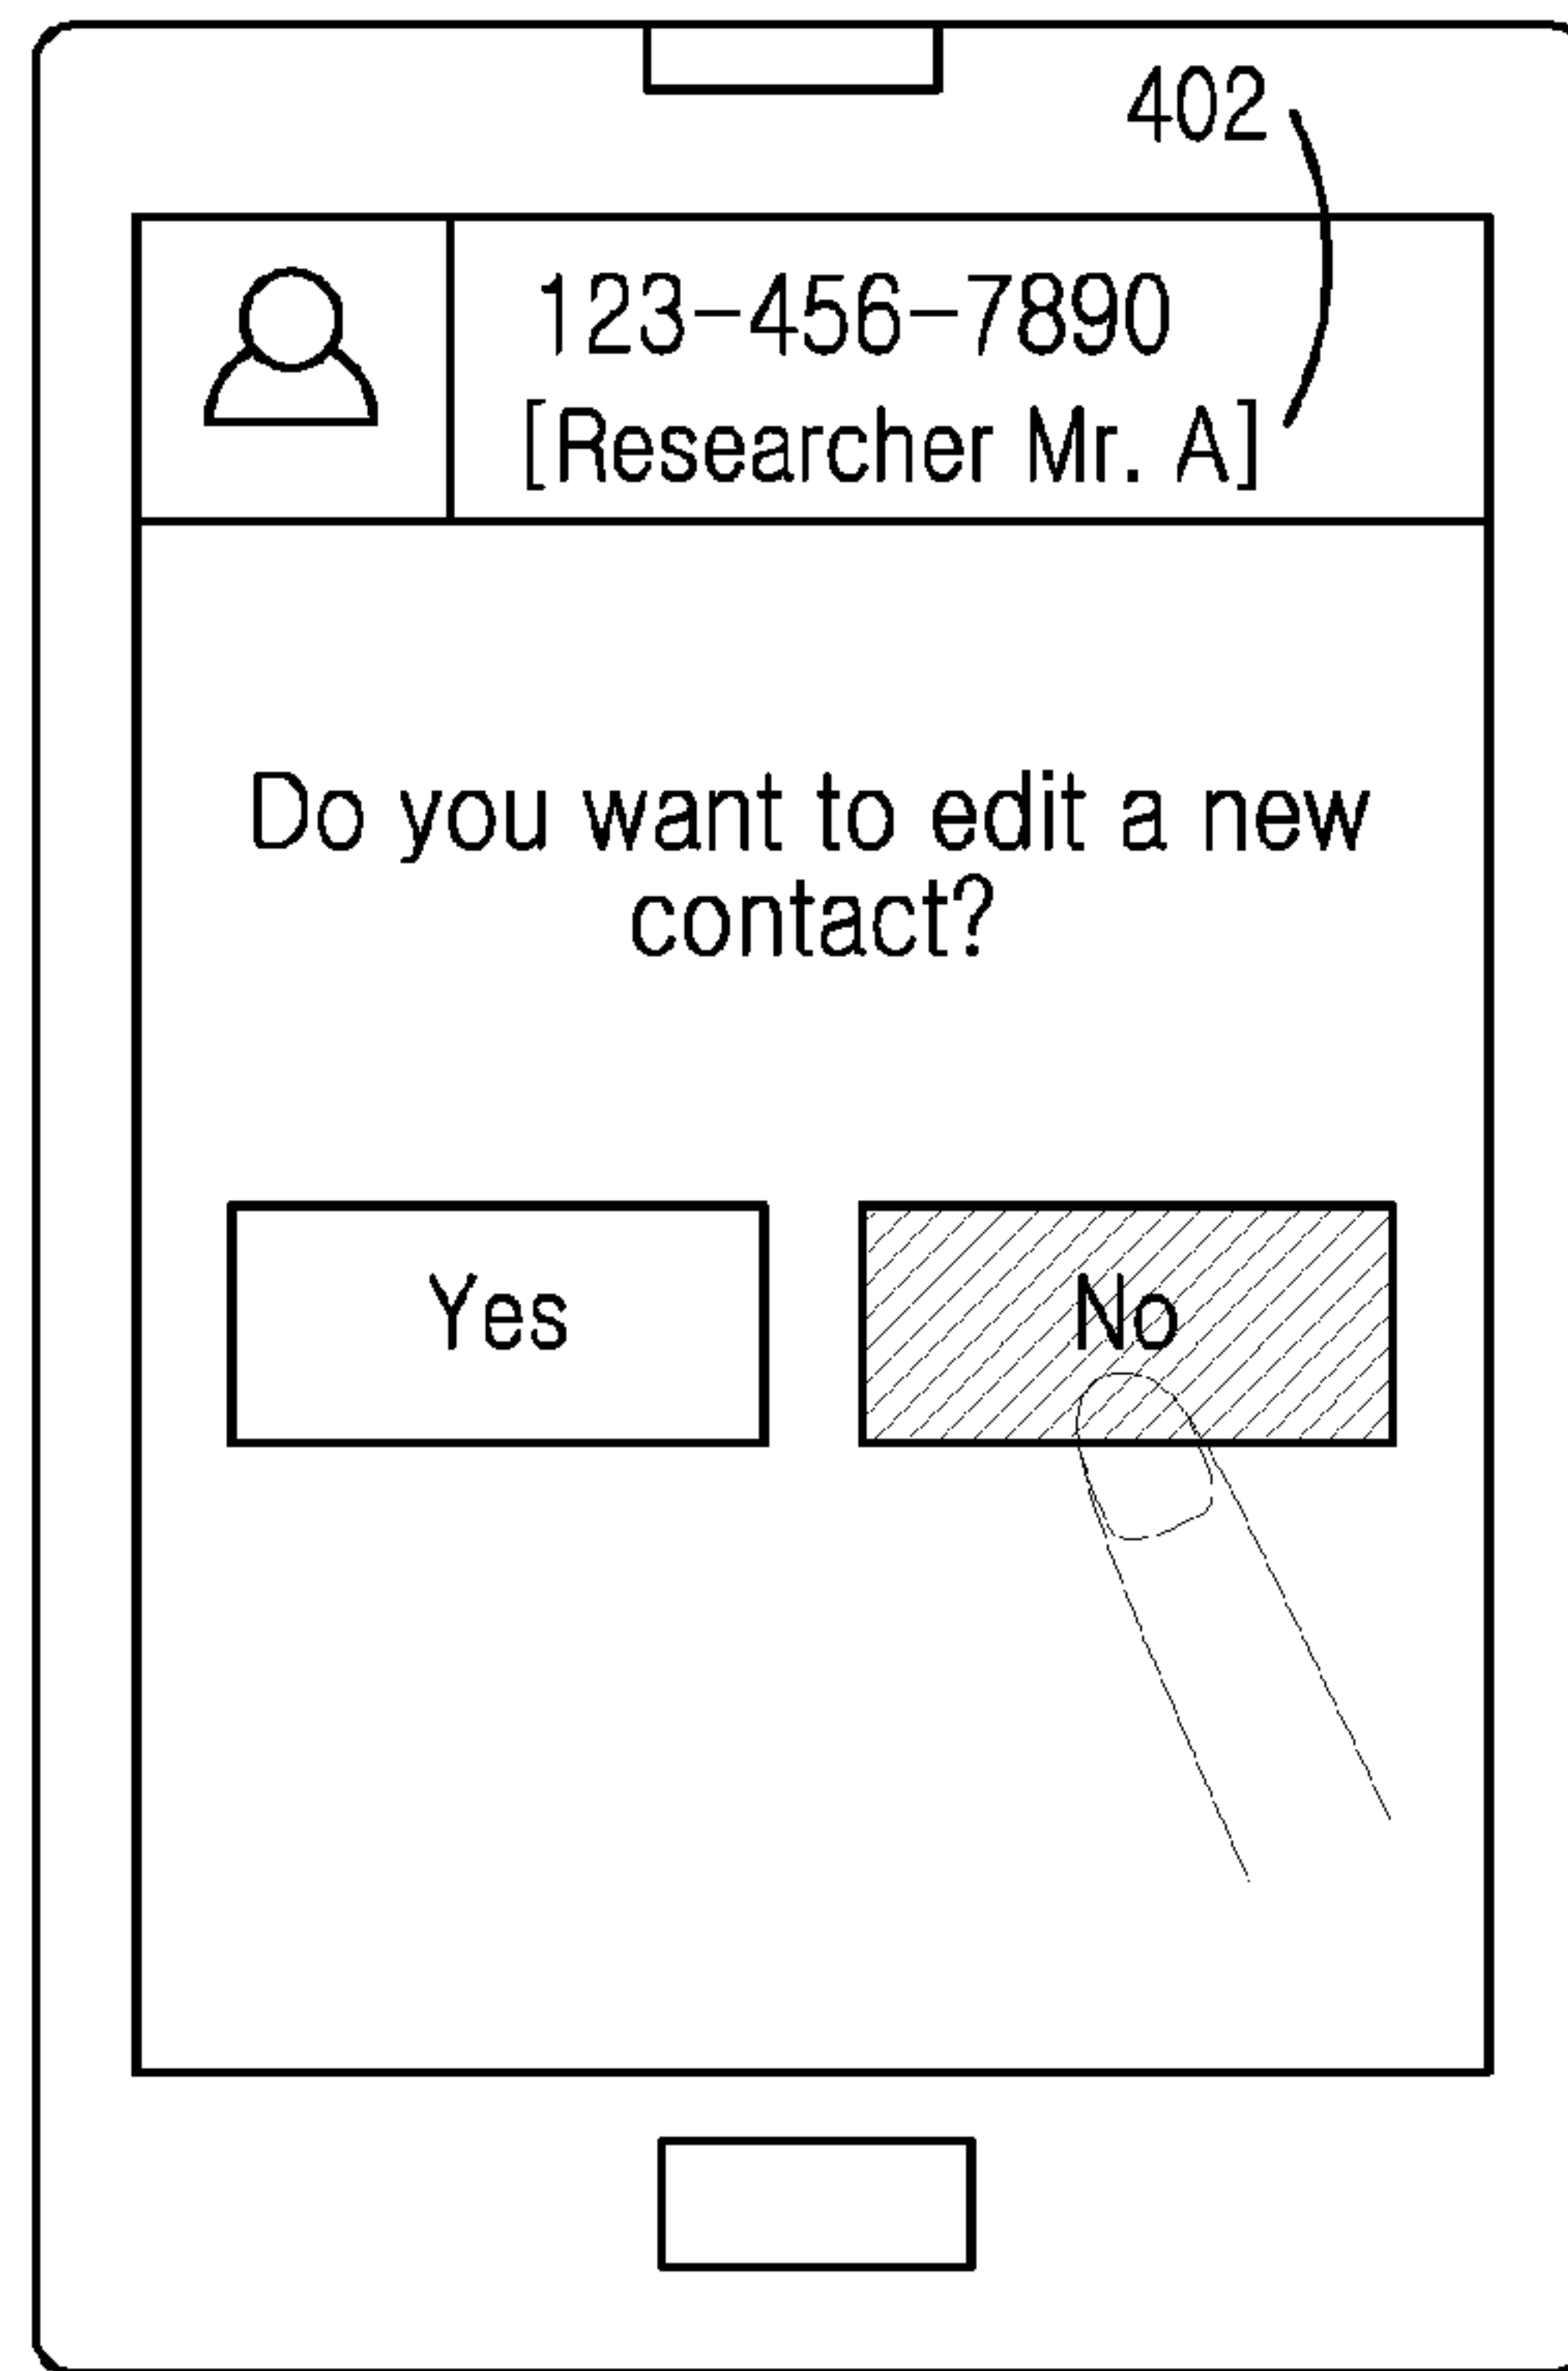 402
123-456-7890
[Researcher Mr. A]
Do you want to edit a new
contact?
Yes
No